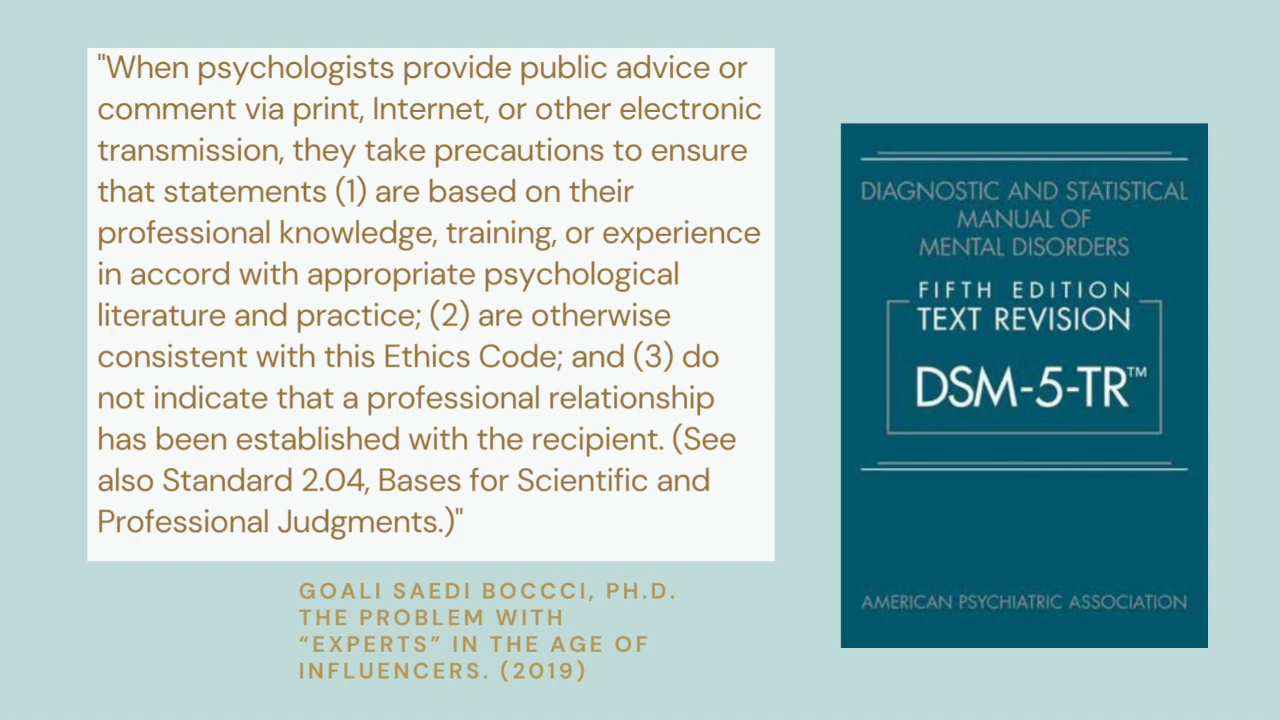 "When psychologists provide public advice or
comment via print, Internet, or other electronic
transmission, they take precautions to ensure
that statements (1) are based on their
professional knowledge, training, or experience
in accord with appropriate psychological
literature and practice; (2) are otherwise
consistent with this Ethics Code; and (3) do
not indicate that a professional relationship
has been established with the recipient. (See
also Standard 2.04, Bases for Scientific and
Professional Judgments.)"
GOALI SAEDI BOCCCI, PH.D.
THE PROBLEM WITH
“EXPERTS” IN THE AGE OF
INFLUENCERS. (2019)
DIAGNOSTIC AND STATISTICAL
MANUAL OF
MENTAL DISORDERS
FIFTH EDITION
TEXT REVISION
DSM-5-TR™
AMERICAN PSYCHIATRIC ASSOCIATION